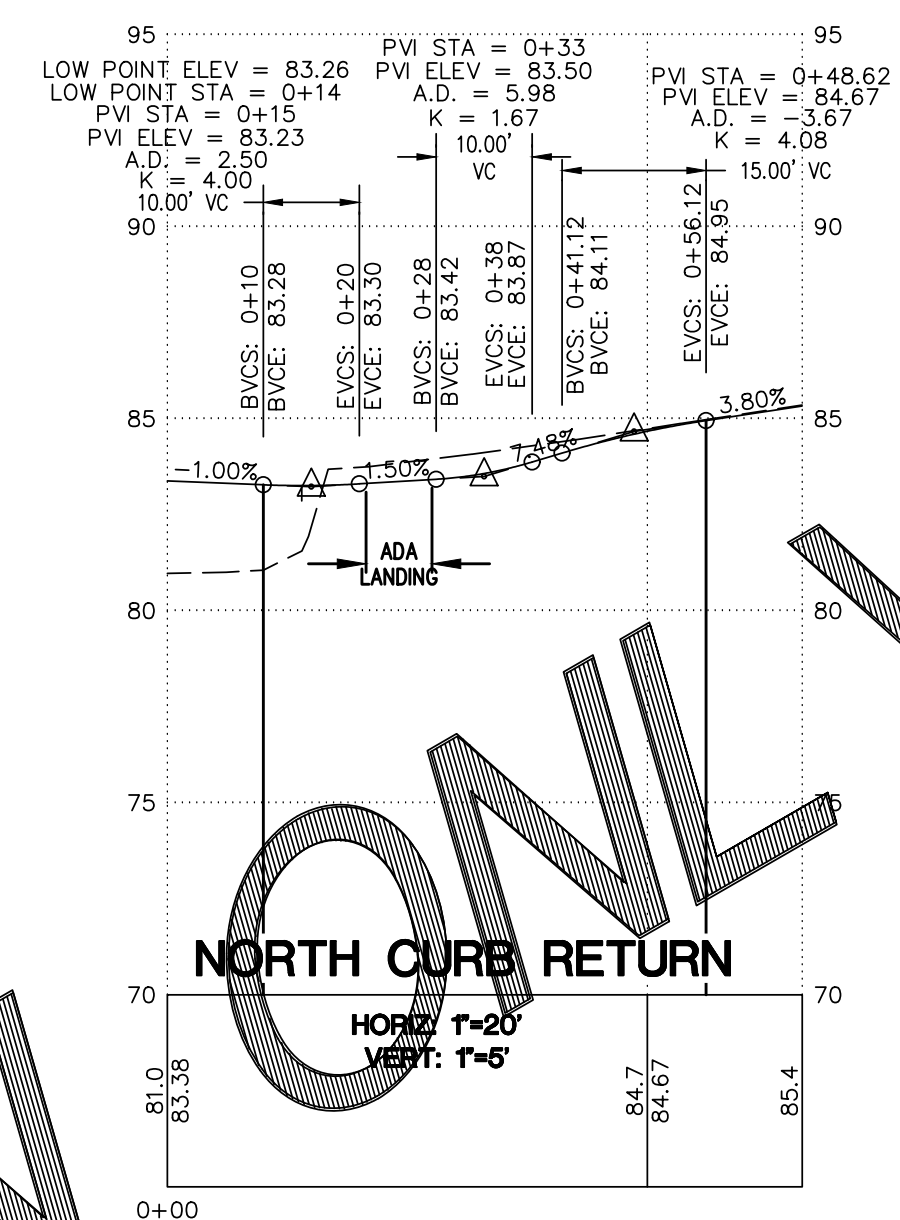 95
95
PVI STA = 0+33
PVI ELEV = 83.50
A.D. = 5.98
K = 1.67
10.00'
VC
LOW POINT ELEV = 83.26
LOW POINT STA = 0+14
PVI STA = 0+15
PVI ELEV = 83.23
A.D. = 2.50
K = 4.00
10.00' VC
PVI STA = 0+48.62
PVI ELEV = 84.67
A.D. = −3.67
K = 4.08
15.00' VC
90
90
BVCS: 0+10
BVCE: 83.28
EVCS: 0+20
EVCE: 83.30
BVCS: 0+28
BVCE: 83.42
EVCS: 0+38
EVCE: 83.87
BVCS: 0+41.12
BVCE: 84.11
EVCS: 0+56.12
EVCE: 84.95
85
85
−1.00%
1.50%
7.48%
3.80%
ADA
LANDING
80
80
75
75
ONLY
NORTH CURB RETURN
70
70
HORIZ: 1"=20'
VERT: 1"=5'
81.0
83.38
84.7
84.67
85.4
0+00